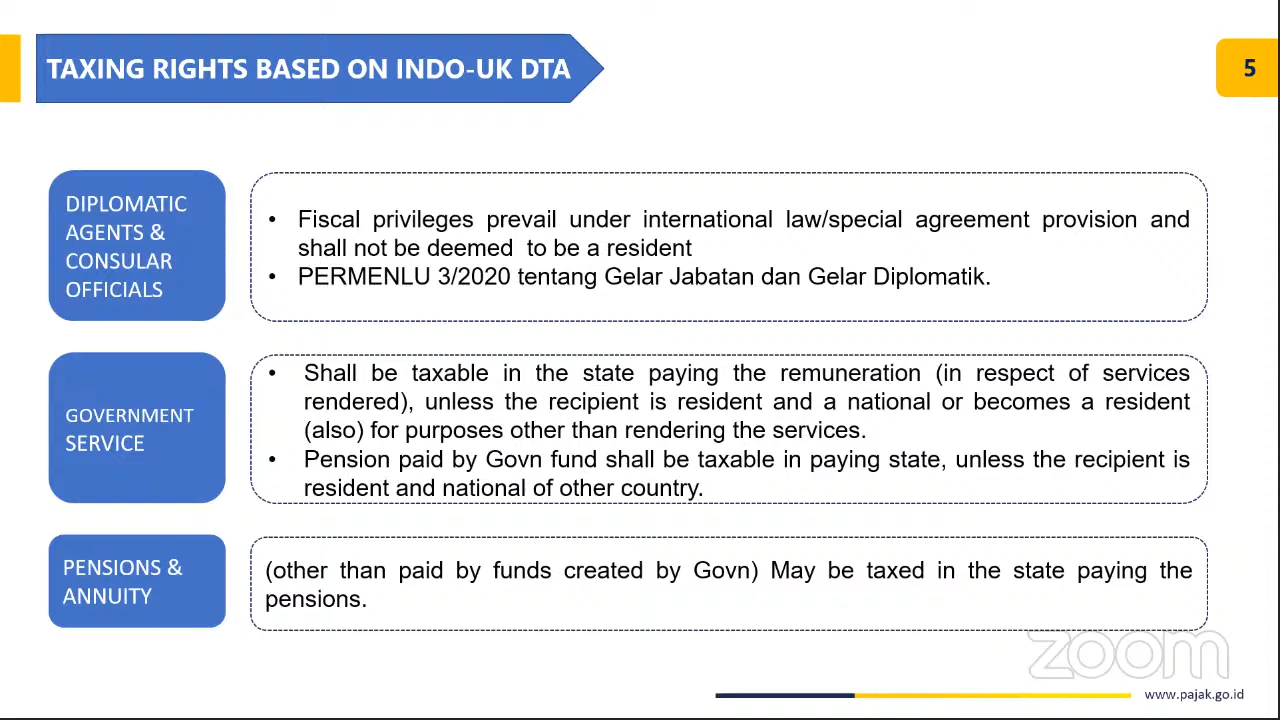 TAXING RIGHTS BASED ON INDO-UK DTA
5
DIPLOMATIC
AGENTS &
CONSULAR
OFFICIALS
• Fiscal privileges prevail under international law/special agreement provision and
shall not be deemed to be a resident
• PERMENLU 3/2020 tentang Gelar Jabatan dan Gelar Diplomatik.
GOVERNMENT
SERVICE
• Shall be taxable in the state paying the remuneration (in respect of services
rendered), unless the recipient is resident and a national or becomes a resident
(also) for purposes other than rendering the services.
• Pension paid by Govn fund shall be taxable in paying state, unless the recipient is
resident and national of other country.
PENSIONS &
ANNUITY
(other than paid by funds created by Govn) May be taxed in the state paying the
pensions.
zoom
www.pajak.go.id